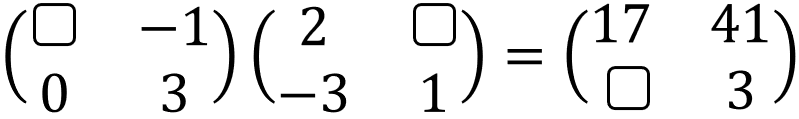 (□ −1) (2 □) = (17 41)
(0 3) (−3 1) (□ 3)